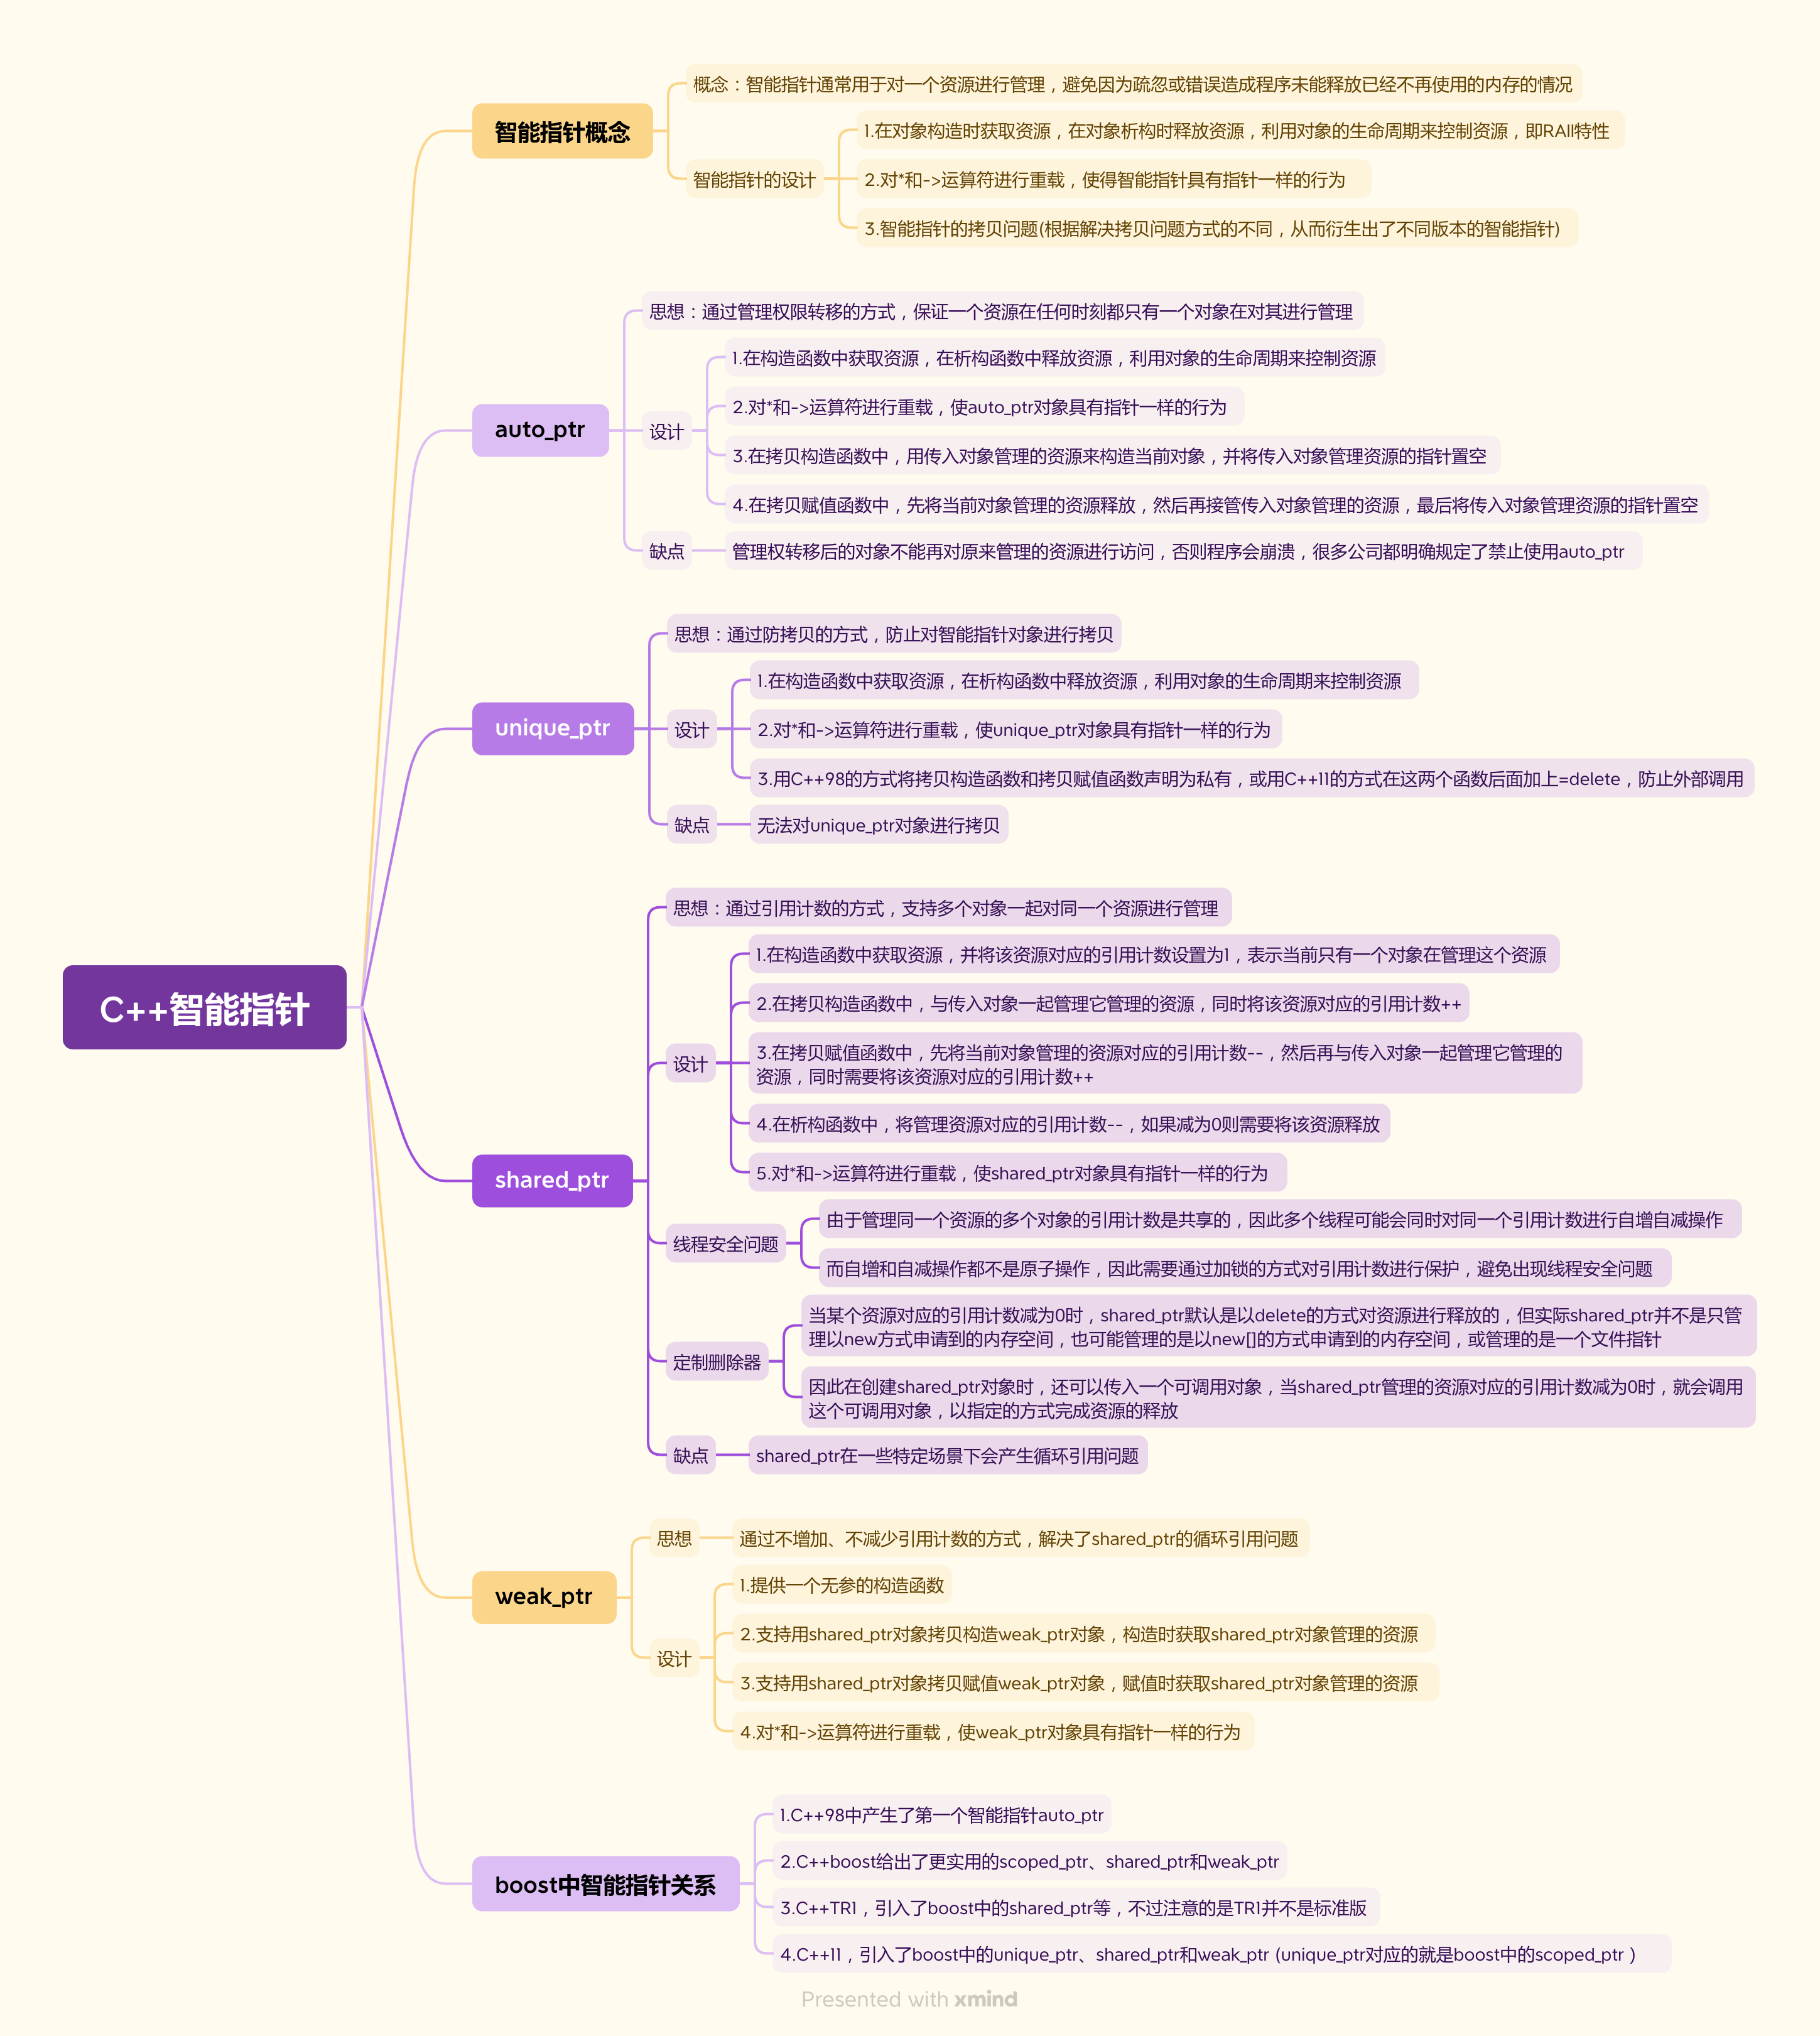 C++智能指针
智能指针概念
概念：智能指针通常用于对一个资源进行管理，避免因为疏忽或错误造成程序未能释放已经不再使用的内存的情况
智能指针的设计
1.在对象构造时获取资源，在对象析构时释放资源，利用对象的生命周期来控制资源，即RAII特性
2.对*和->运算符进行重载，使得智能指针具有指针一样的行为
3.智能指针的拷贝问题(根据解决拷贝问题方式的不同，从而衍生出了不同版本的智能指针)
auto_ptr
思想：通过管理权限转移的方式，保证一个资源在任何时刻都只有一个对象在对其进行管理
设计
1.在构造函数中获取资源，在析构函数中释放资源，利用对象的生命周期来控制资源
2.对*和->运算符进行重载，使auto_ptr对象具有指针一样的行为
3.在拷贝构造函数中，用传入对象管理的资源来构造当前对象，并将传入对象管理资源的指针置空
4.在拷贝赋值函数中，先将当前对象管理的资源释放，然后再接管传入对象管理的资源，最后将传入对象管理资源的指针置空
缺点
管理权转移后的对象不能再对原来管理的资源进行访问，否则程序会崩溃，很多公司都明确规定了禁止使用auto_ptr
unique_ptr
思想：通过防拷贝的方式，防止对智能指针对象进行拷贝
设计
1.在构造函数中获取资源，在析构函数中释放资源，利用对象的生命周期来控制资源
2.对*和->运算符进行重载，使unique_ptr对象具有指针一样的行为
3.用C++98的方式将拷贝构造函数和拷贝赋值函数声明为私有，或用C++11的方式在这两个函数后面加上=delete，防止外部调用
缺点
无法对unique_ptr对象进行拷贝
shared_ptr
思想：通过引用计数的方式，支持多个对象一起对同一个资源进行管理
设计
1.在构造函数中获取资源，并将该资源对应的引用计数设置为1，表示当前只有一个对象在管理这个资源
2.在拷贝构造函数中，与传入对象一起管理它管理的资源，同时将该资源对应的引用计数++
3.在拷贝赋值函数中，先将当前对象管理的资源对应的引用计数--，然后再与传入对象一起管理它管理的
资源，同时需要将该资源对应的引用计数++
4.在析构函数中，将管理资源对应的引用计数--，如果减为0则需要将该资源释放
5.对*和->运算符进行重载，使shared_ptr对象具有指针一样的行为
线程安全问题
由于管理同一个资源的多个对象的引用计数是共享的，因此多个线程可能会同时对同一个引用计数进行自增自减操作
而自增和自减操作都不是原子操作，因此需要通过加锁的方式对引用计数进行保护，避免出现线程安全问题
定制删除器
当某个资源对应的引用计数减为0时，shared_ptr默认是以delete的方式对资源进行释放的，但实际shared_ptr并不是只管
理以new方式申请到的内存空间，也可能管理的是以new[]的方式申请到的内存空间，或管理的是一个文件指针
因此在创建shared_ptr对象时，还可以传入一个可调用对象，当shared_ptr管理的资源对应的引用计数减为0时，就会调用
这个可调用对象，以指定的方式完成资源的释放
缺点
shared_ptr在一些特定场景下会产生循环引用问题
weak_ptr
思想
通过不增加、不减少引用计数的方式，解决了shared_ptr的循环引用问题
设计
1.提供一个无参的构造函数
2.支持用shared_ptr对象拷贝构造weak_ptr对象，构造时获取shared_ptr对象管理的资源
3.支持用shared_ptr对象拷贝赋值weak_ptr对象，赋值时获取shared_ptr对象管理的资源
4.对*和->运算符进行重载，使weak_ptr对象具有指针一样的行为
boost中智能指针关系
1.C++98中产生了第一个智能指针auto_ptr
2.C++boost给出了更实用的scoped_ptr、shared_ptr和weak_ptr
3.C++TR1，引入了boost中的shared_ptr等，不过注意的是TR1并不是标准版
4.C++11，引入了boost中的unique_ptr、shared_ptr和weak_ptr (unique_ptr对应的就是boost中的scoped_ptr )
Presented with xmind